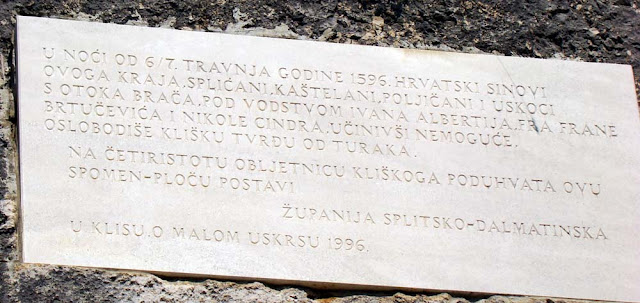 U NOĆI OD 6/7. TRAVNJA GODINE 1596. HRVATSKI SINOVI
OVOGA KRAJA, SPLIĆANI, KAŠTELANI, POLJIČANI I USKOCI
S OTOKA BRAČA, POD VODSTVOM IVANA ALBERTIJA, FRA FRANE
BRTUČEVIĆA I NIKOLE CINDRA, UČINIVŠI NEMOGUĆE,
OSLOBODIŠE KLIŠKU TVRĐU OD TURAKA.
NA ČETIRISTOTU OBLJETNICU KLIŠKOGA PODUHVATA OVU
SPOMEN-PLOČU POSTAVI
ŽUPANIJA SPLITSKO-DALMATINSKA
U KLISU, O MALOM USKRSU 1996.